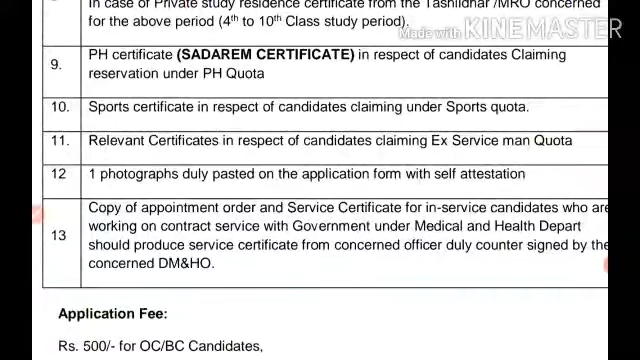 In case of Private study residence certificate from the Tashildhar /MRO concerned
for the above period (4th to 10th Class study period).
Made with KINEMASTER
9. PH certificate (SADAREM CERTIFICATE) in respect of candidates Claiming
reservation under PH Quota
10. Sports certificate in respect of candidates claiming under Sports quota.
11. Relevant Certificates in respect of candidates claiming Ex Service man Quota
12 1 photographs duly pasted on the application form with self attestation
Copy of appointment order and Service Certificate for in-service candidates who are
working on contract service with Government under Medical and Health Depart
13 should produce service certificate from concerned officer duly counter signed by the
concerned DM&HO.
Application Fee:
Rs. 500/- for OC/BC Candidates,